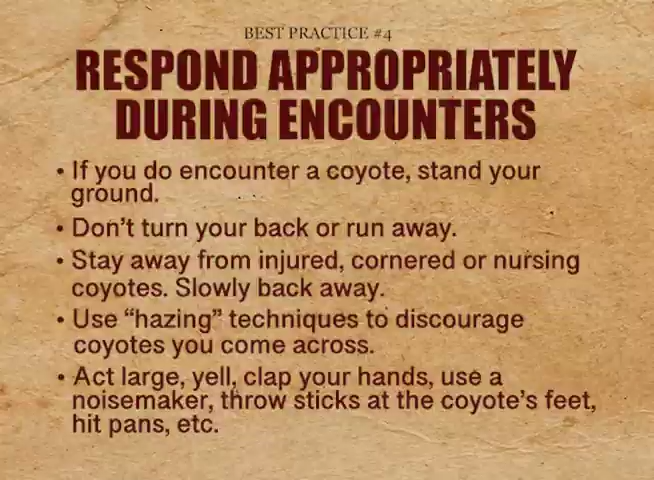 BEST PRACTICE #4
RESPOND APPROPRIATELY
DURING ENCOUNTERS
• If you do encounter a coyote, stand your
ground.
• Don’t turn your back or run away.
• Stay away from injured, cornered or nursing
coyotes. Slowly back away.
• Use “hazing” techniques to discourage
coyotes you come across.
• Act large, yell, clap your hands, use a
noisemaker, throw sticks at the coyote’s feet,
hit pans, etc.